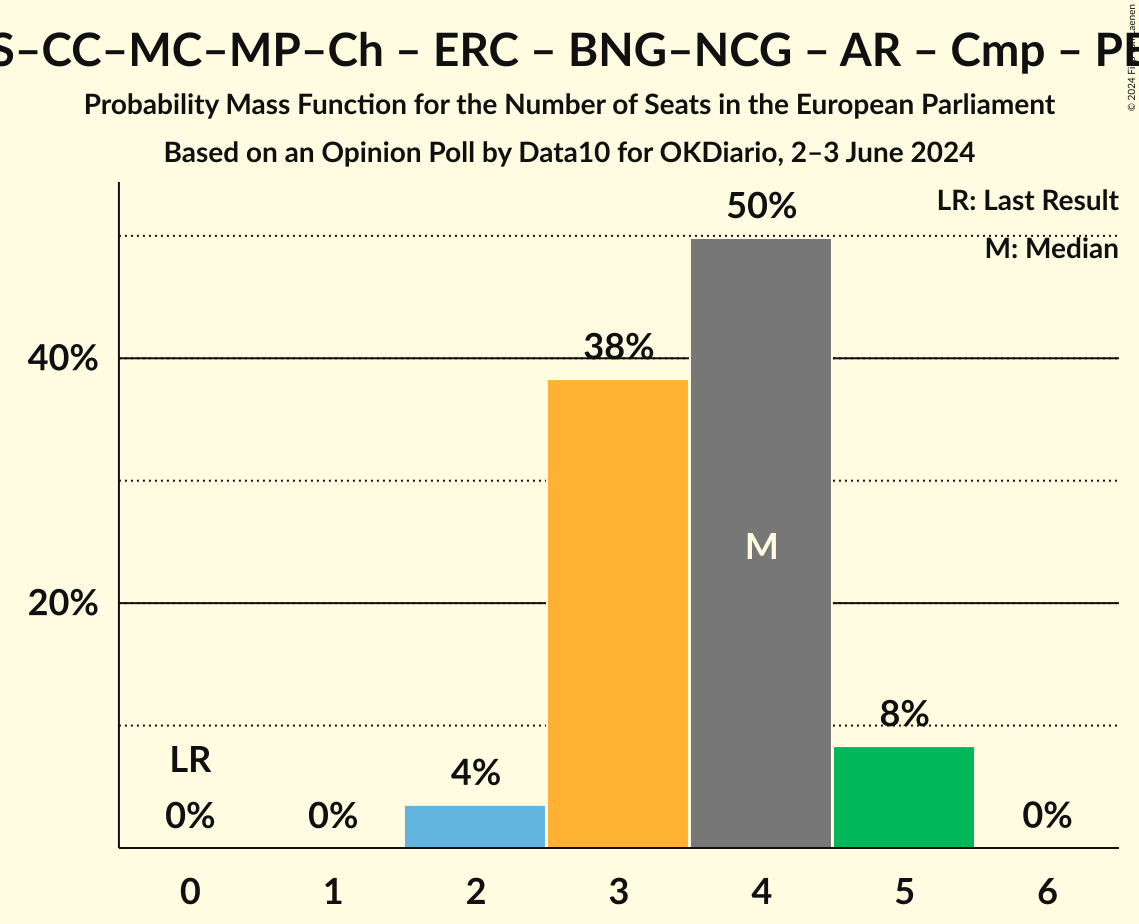 S–CC–MC–MP–Ch – ERC – BNG–NCG – AR – Cmp –
Probability Mass Function for the Number of Seats in the European Parliament
Based on an Opinion Poll by Data10 for OKDiario, 2–3 June 2024
© 2024
LR: Last Result
M: Median
50%
40%
38%
M
20%
8%
LR
4%
0%
0%
0%
0 1 2 3 4 5 6